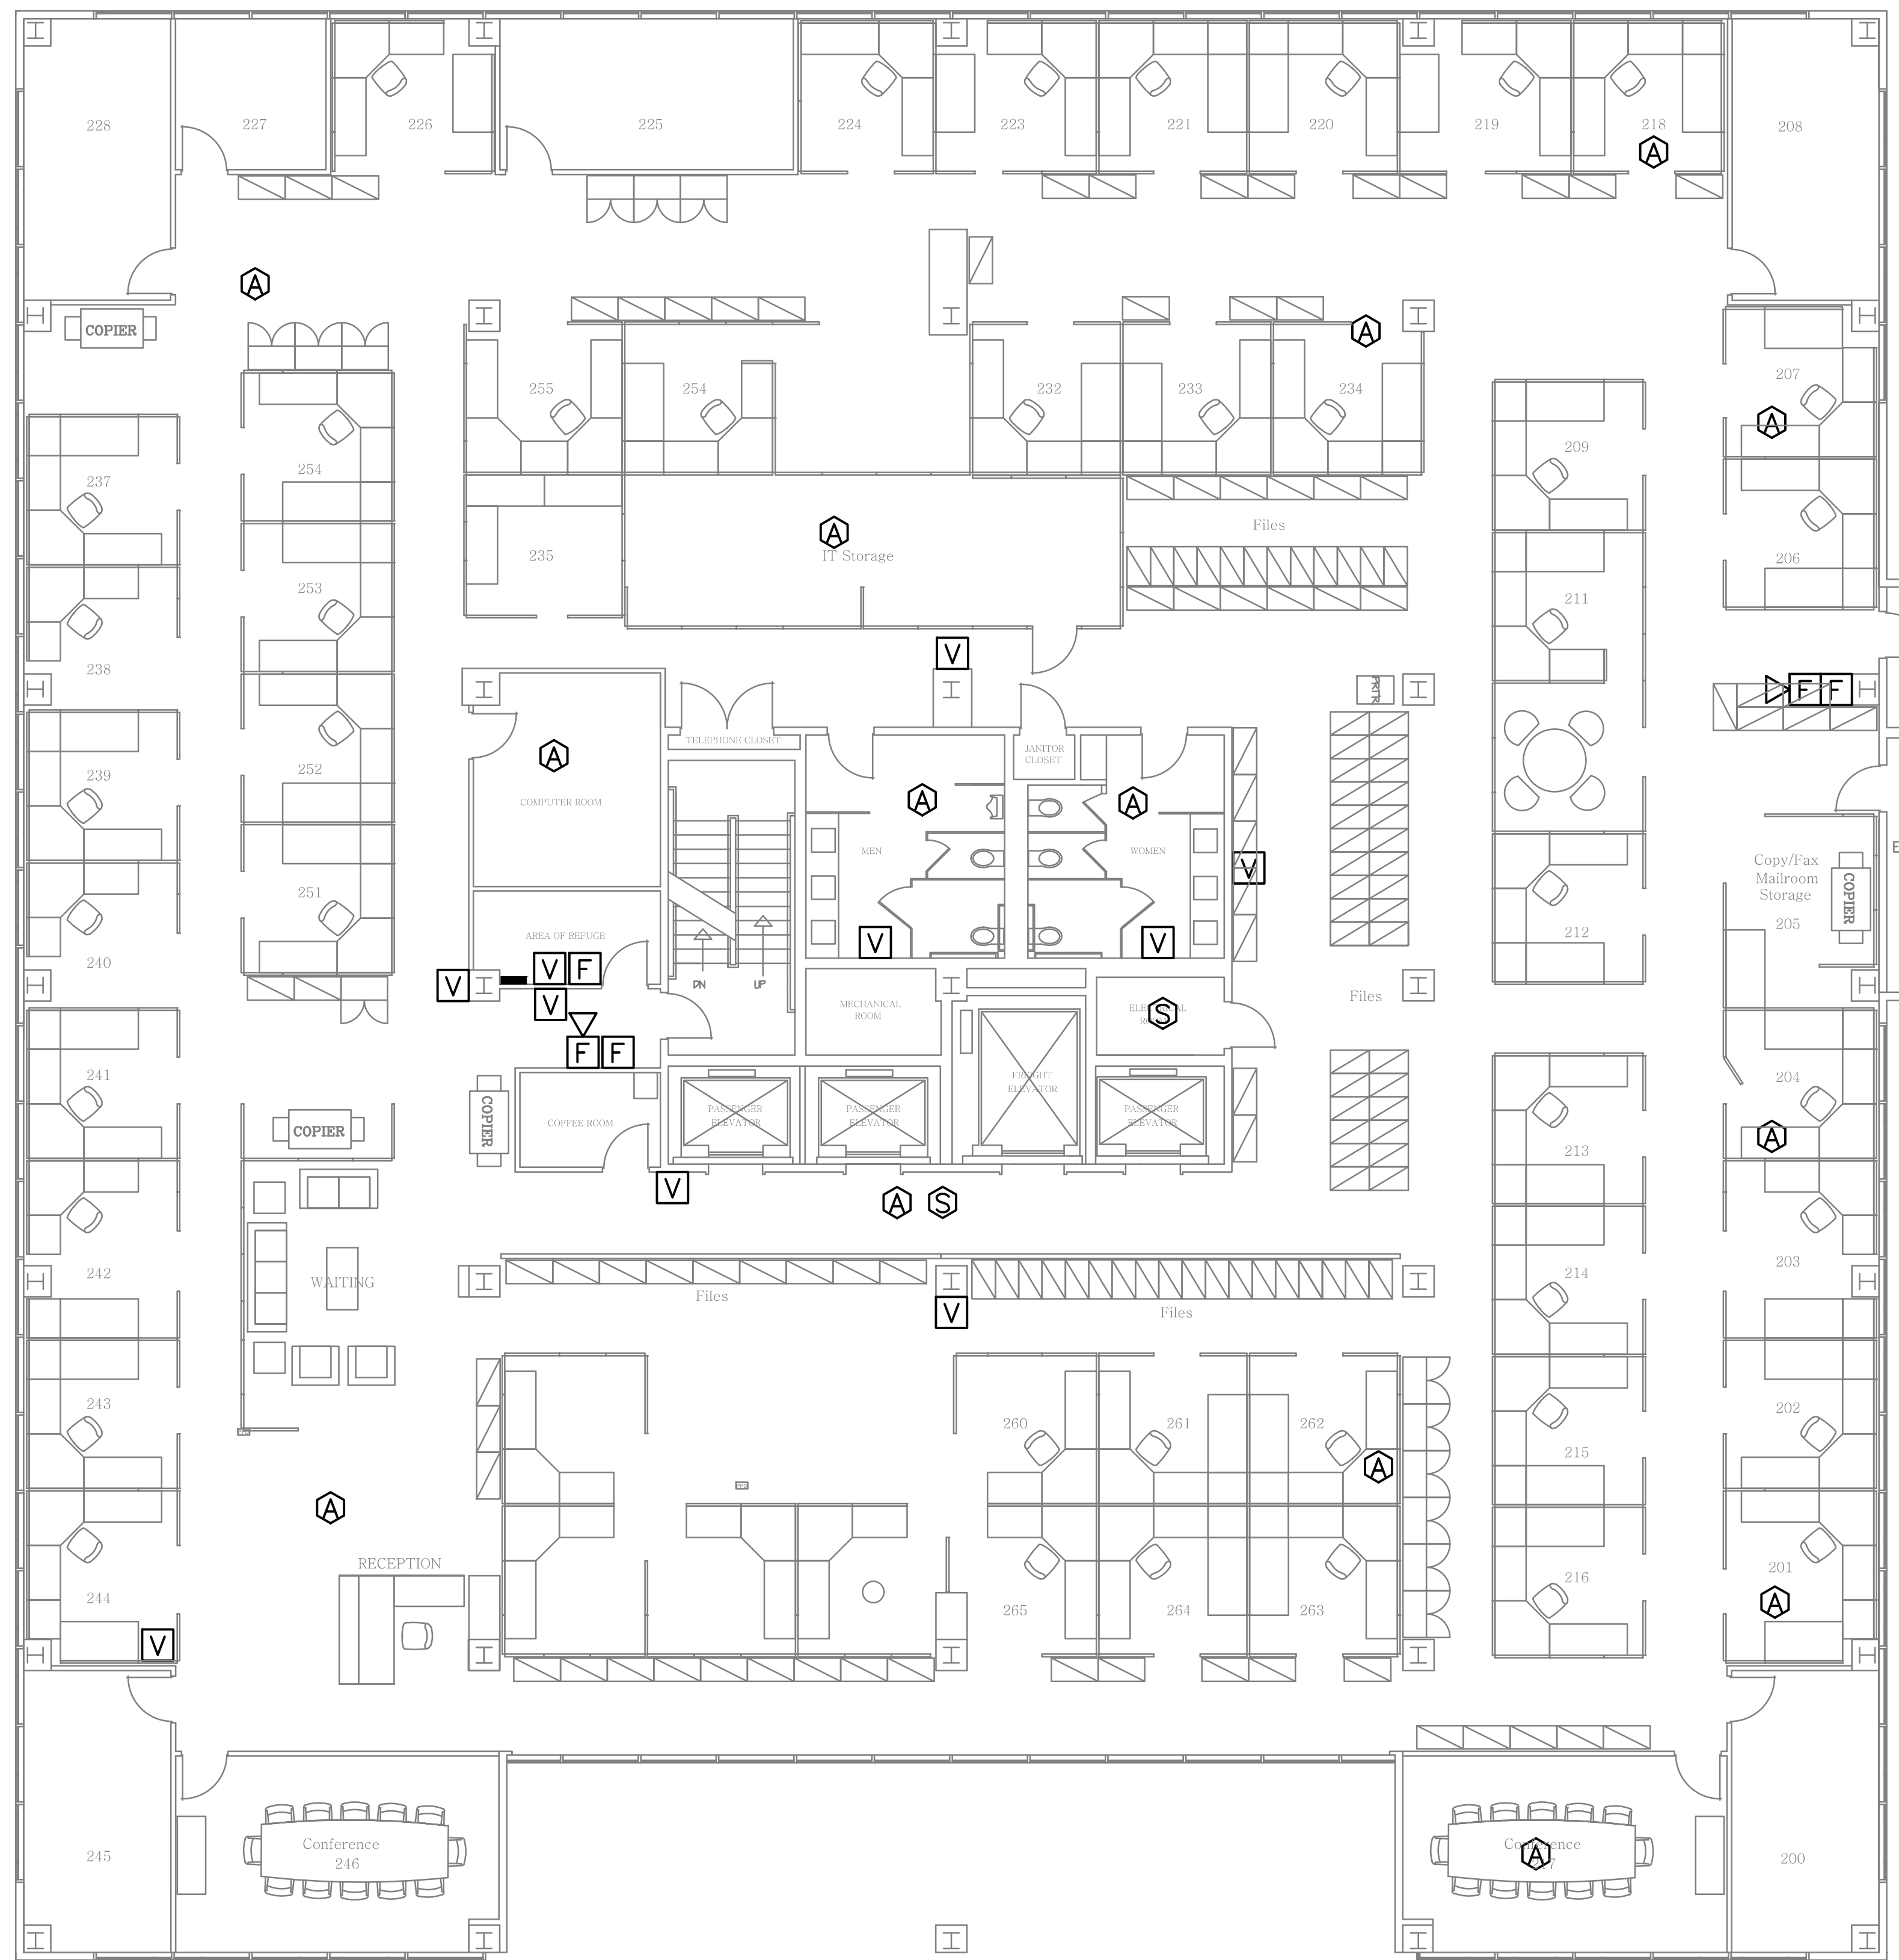 228
227
226
225
224
223
221
220
219
218
A
208
A
COPIER
A
255
254
232
233
234
207
A
237
254
209
206
238
253
235
A
IT Storage
Files
211
V
PRTR
F F
239
252
A
COMPUTER ROOM
TELEPHONE CLOSET
JANITOR
CLOSET
A
A
MEN
WOMEN
V
Copy/Fax
Mailroom
Storage
205
COPIER
240
251
AREA OF REFUGE
V
V
212
V
V F
V
F F
DN
UP
MECHANICAL
ROOM
S
Files
241
COPIER
COPIER
COFFEE ROOM
PASSENGER
ELEVATOR
PASSENGER
ELEVATOR
FREIGHT
ELEVATOR
PASSENGER
ELEVATOR
213
204
A
V
A
S
242
WAITING
Files
V
Files
214
203
243
260
261
262
A
215
202
A
RECEPTION
244
V
265
264
263
216
201
A
245
Conference
246
Conference
A
200